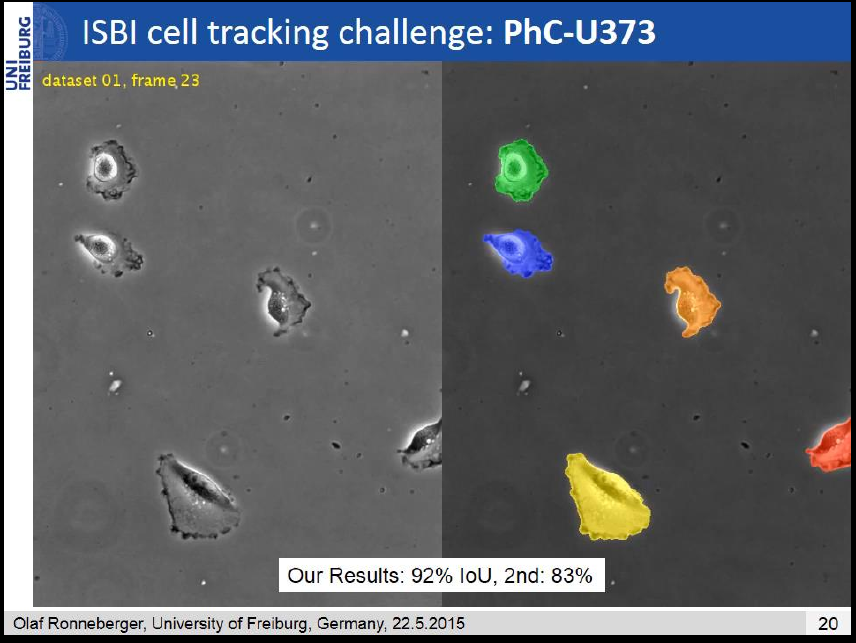 UNI
FREIBURG
ISBI cell tracking challenge: PhC-U373
dataset 01, frame 23
Our Results: 92% IoU, 2nd: 83%
Olaf Ronneberger, University of Freiburg, Germany, 22.5.2015
20